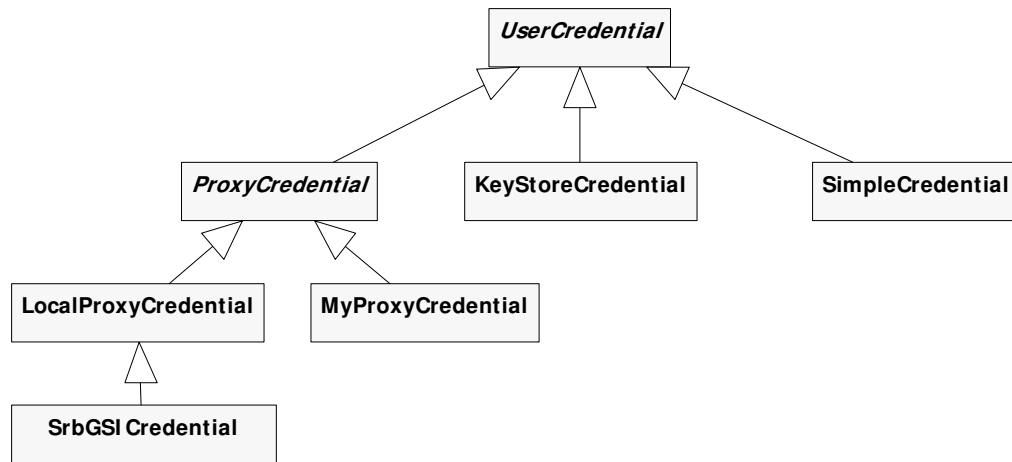 UserCredential
ProxyCredential
KeyStoreCredential
SimpleCredential
LocalProxyCredential
MyProxyCredential
SrbGSI Credential